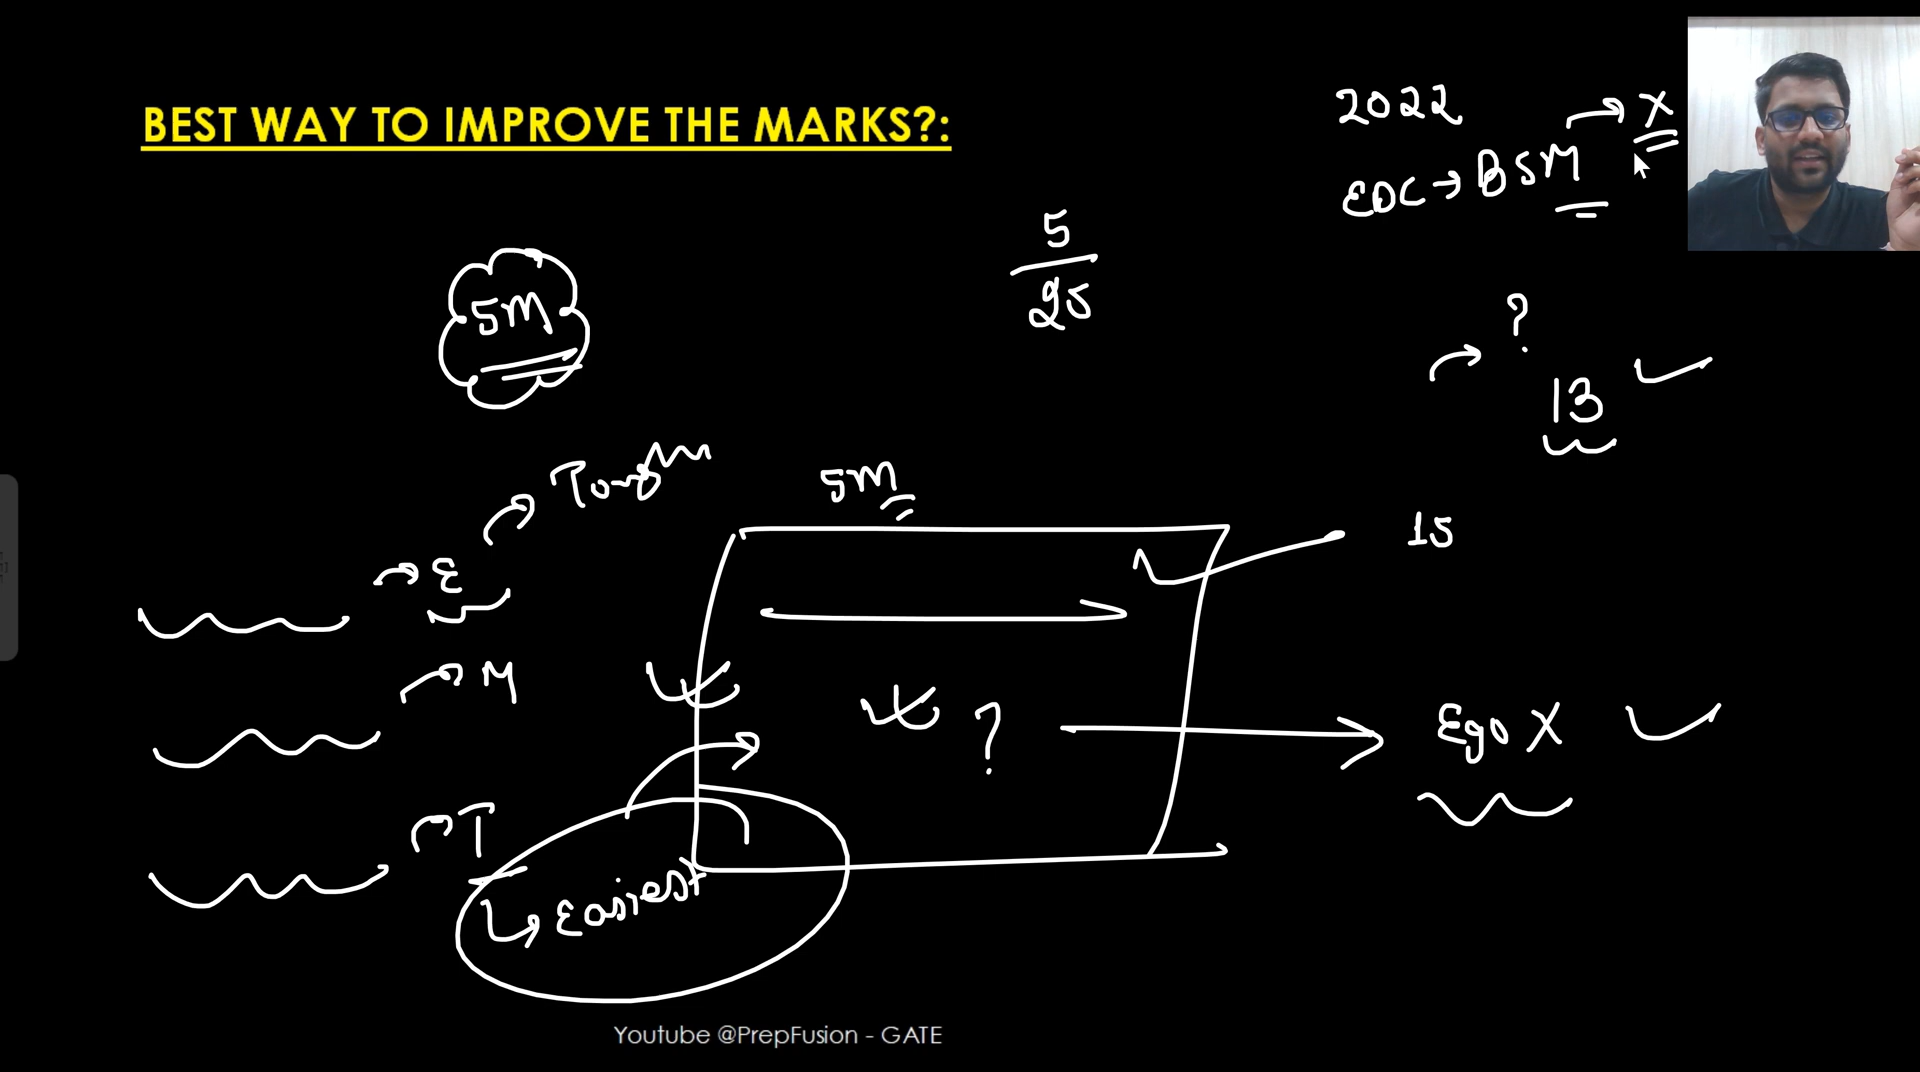 BEST WAY TO IMPROVE THE MARKS?:
2022
X
EDC → BSM
5
25
5M
?
13
Tough
5M
15
E
M
?
Ego X
T
Easiest
Youtube @PrepFusion - GATE